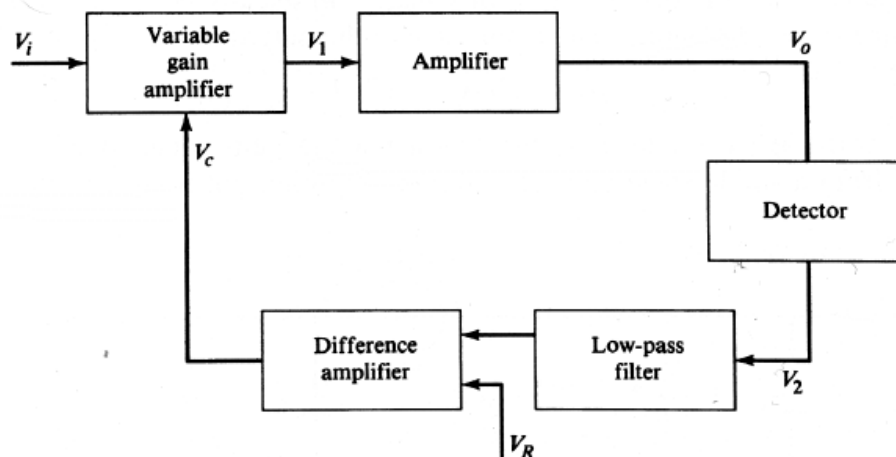 V_i
Variable
gain
amplifier
V_1
Amplifier
V_o
V_c
Detector
Difference
amplifier
Low-pass
filter
V_2
V_R